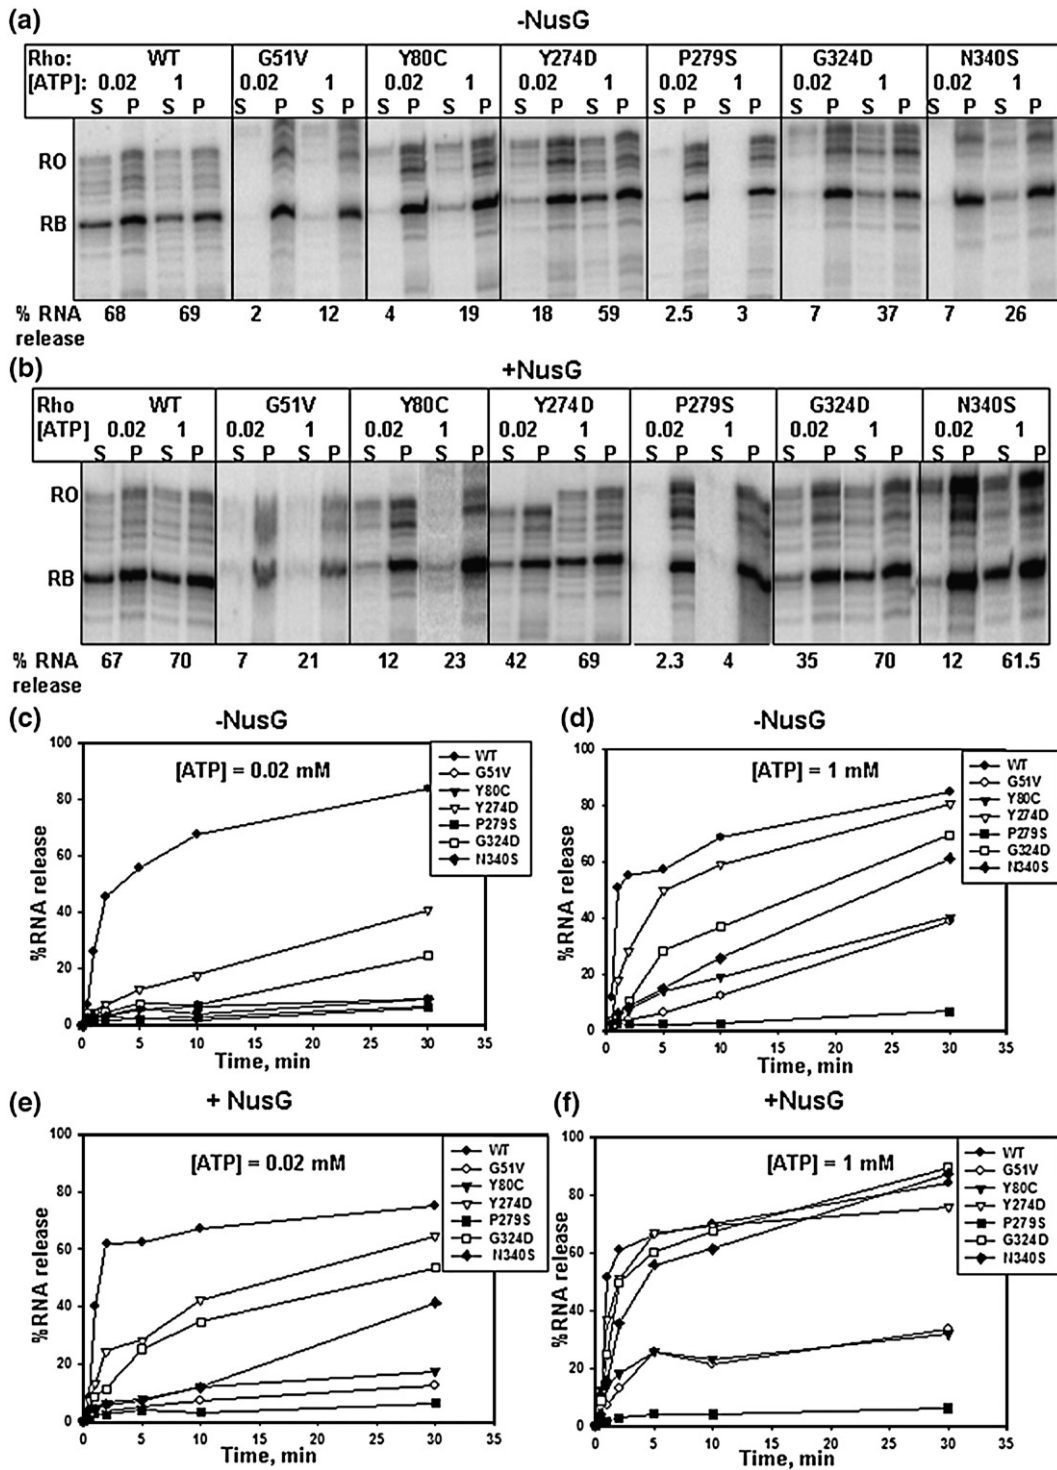 (a)
-NusG
Rho: WT G51V Y80C Y274D P279S G324D N340S
[ATP]: 0.02 1 0.02 1 0.02 1 0.02 1 0.02 1 0.02 1 0.02 1
S P S P S P S P S P S P S P S P S P S P S P S P S P S P
RO
RB
% RNA release 68 69 2 12 4 19 18 59 2.5 3 7 37 7 26
(b)
+NusG
Rho WT G51V Y80C Y274D P279S G324D N340S
[ATP] 0.02 1 0.02 1 0.02 1 0.02 1 0.02 1 0.02 1 0.02 1
S P S P S P S P S P S P S P S P S P S P S P S P S P S P
RO
RB
% RNA release 67 70 7 21 12 23 42 69 2.3 4 35 70 12 61.5
(c)
-NusG
[ATP] = 0.02 mM
WT
G51V
Y80C
Y274D
P279S
G324D
N340S
%RNA release
100
80
60
40
20
0
0 5 10 15 20 25 30 35
Time, min
(d)
-NusG
[ATP] = 1 mM
WT
G51V
Y80C
Y274D
P279S
G324D
N340S
%RNA release
100
80
60
40
20
0
0 5 10 15 20 25 30 35
Time, min
(e)
+ NusG
[ATP] = 0.02 mM
WT
G51V
Y80C
Y274D
P279S
G324D
N340S
%RNA release
100
80
60
40
20
0
0 5 10 15 20 25 30 35
Time, min
(f)
+NusG
[ATP] = 1 mM
WT
G51V
Y80C
Y274D
P279S
G324D
N340S
%RNA release
100
80
60
40
20
0
0 5 10 15 20 25 30 35
Time, min